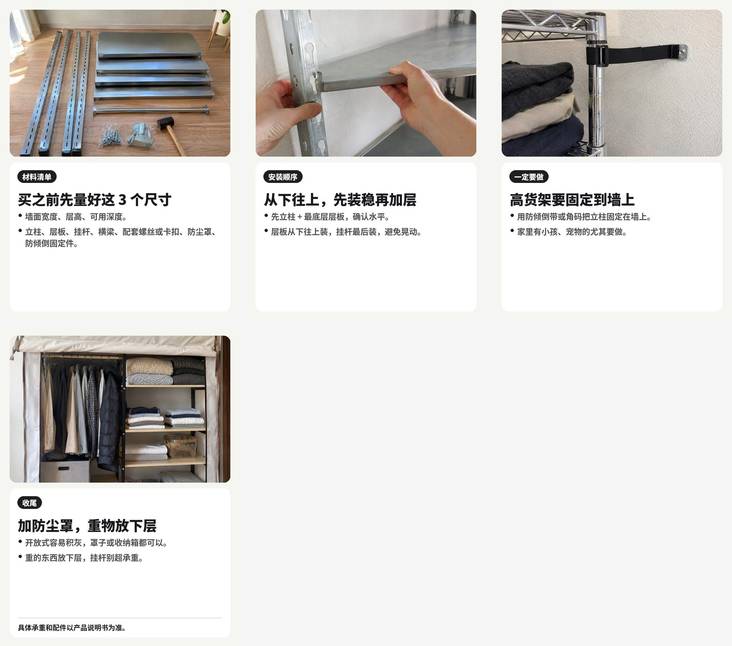 材料清单
买之前先量好这 3 个尺寸
• 墙面宽度、层高、可用深度。
• 立柱、层板、挂杆、横梁、配套螺丝或卡扣、防尘罩、
防倾倒固定件。
安装顺序
从下往上，先装稳再加层
• 先立柱 + 最底层层板，确认水平。
• 层板从下往上装，挂杆最后装，避免晃动。
一定要做
高货架要固定到墙上
• 用防倾倒带或角码把立柱固定在墙上。
• 家里有小孩、宠物的尤其要做。
收尾
加防尘罩，重物放下层
• 开放式容易积灰，罩子或收纳箱都可以。
• 重的东西放下层，挂杆别超承重。
具体承重和配件以产品说明书为准。